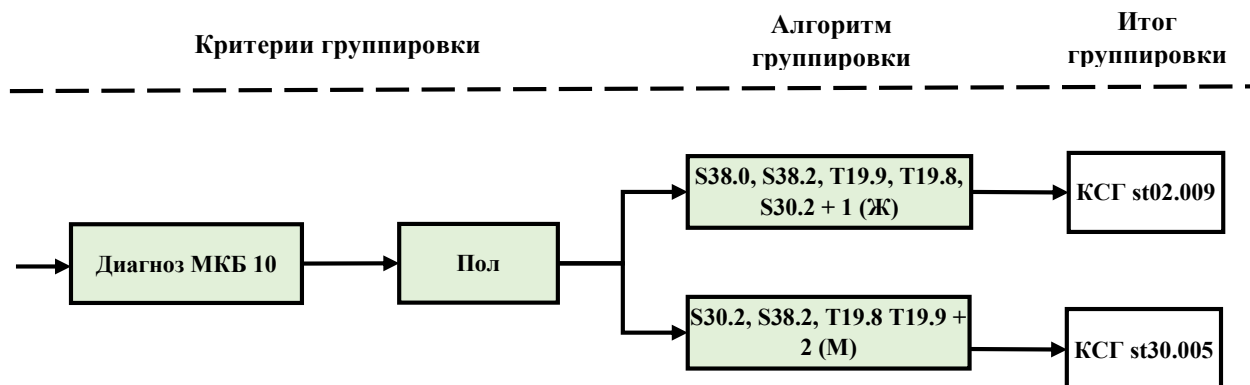 Критерии группировки
Алгоритм
группировки
Итог
группировки
S38.0, S38.2, T19.9, T19.8,
S30.2 + 1 (Ж)
КСГ st02.009
Диагноз МКБ 10
Пол
S30.2, S38.2, T19.8 T19.9 +
2 (М)
КСГ st30.005